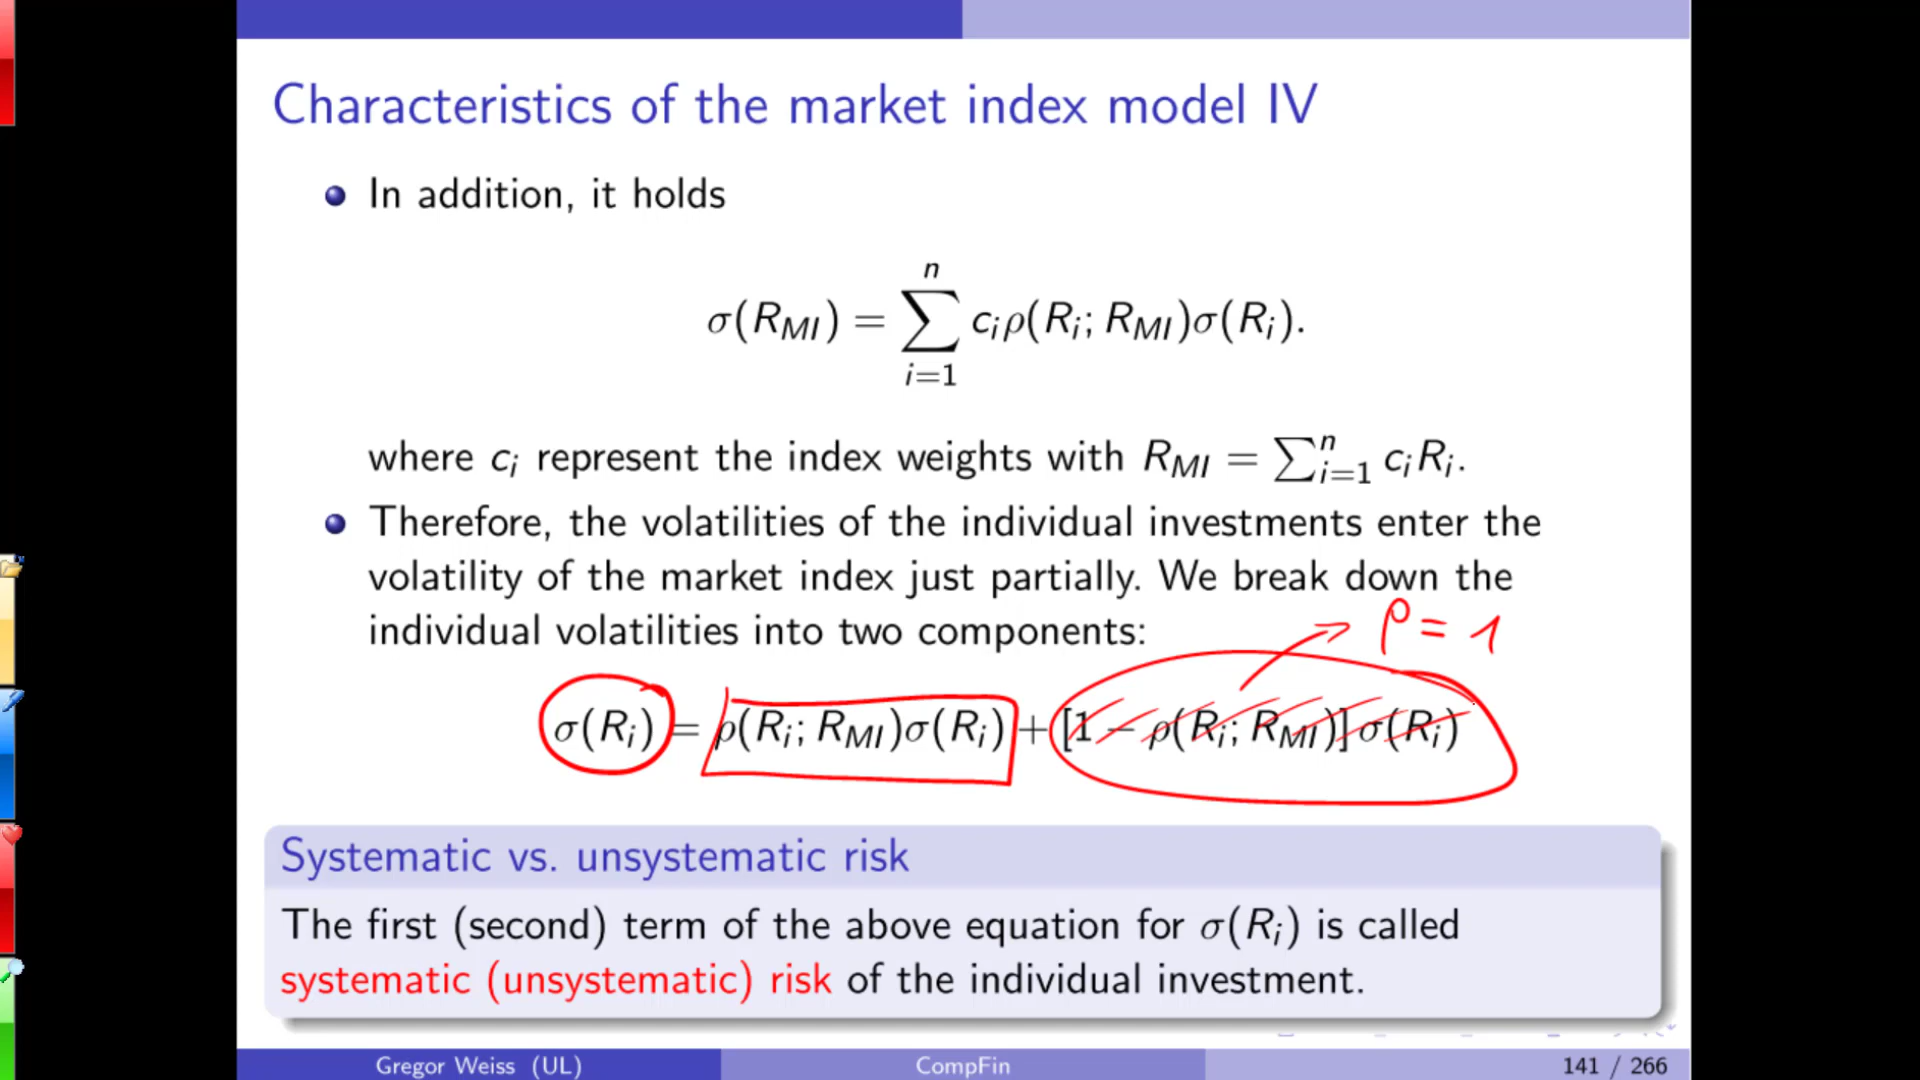 Characteristics of the market index model IV
In addition, it holds
σ(R_MI) = ∑_{i=1}^{n} c_i ρ(R_i; R_MI)σ(R_i).
where c_i represent the index weights with R_MI = ∑_{i=1}^{n} c_i R_i.
Therefore, the volatilities of the individual investments enter the
volatility of the market index just partially. We break down the
individual volatilities into two components:
ρ = 1
σ(R_i) = ρ(R_i; R_MI)σ(R_i) + [1 − ρ(R_i; R_MI)] σ(R_i)
Systematic vs. unsystematic risk
The first (second) term of the above equation for σ(R_i) is called
systematic (unsystematic) risk of the individual investment.
Gregor Weiss (UL) CompFin 141 / 266